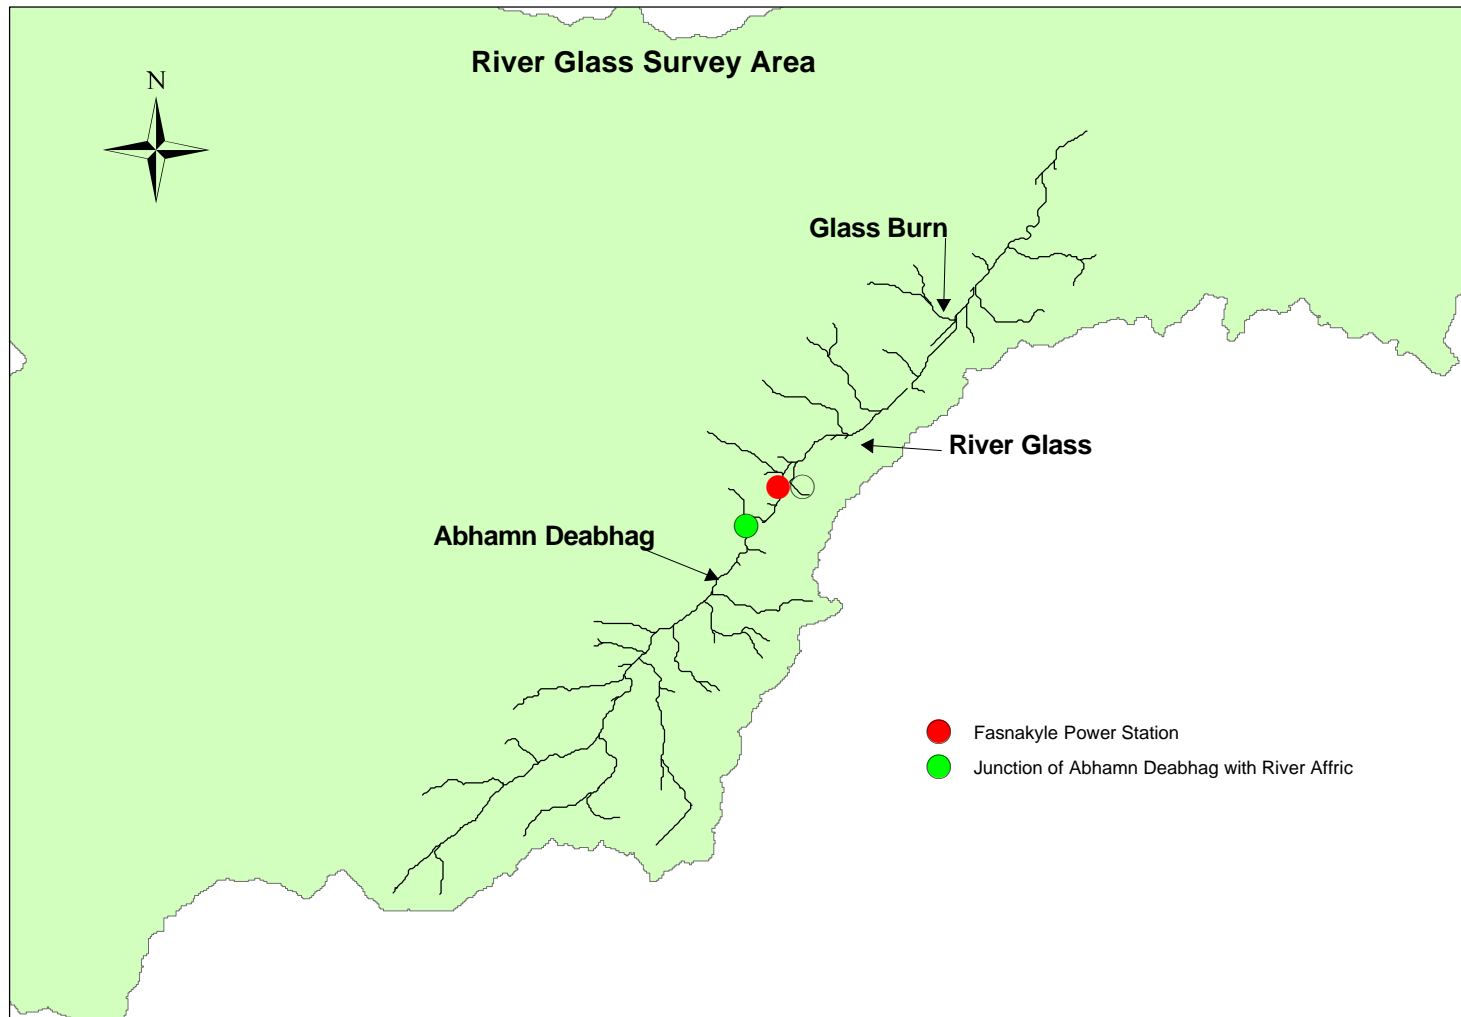 River Glass Survey Area
N
Glass Burn
River Glass
Abhamn Deabhag
Fasnakyle Power Station
Junction of Abhamn Deabhag with River Affric